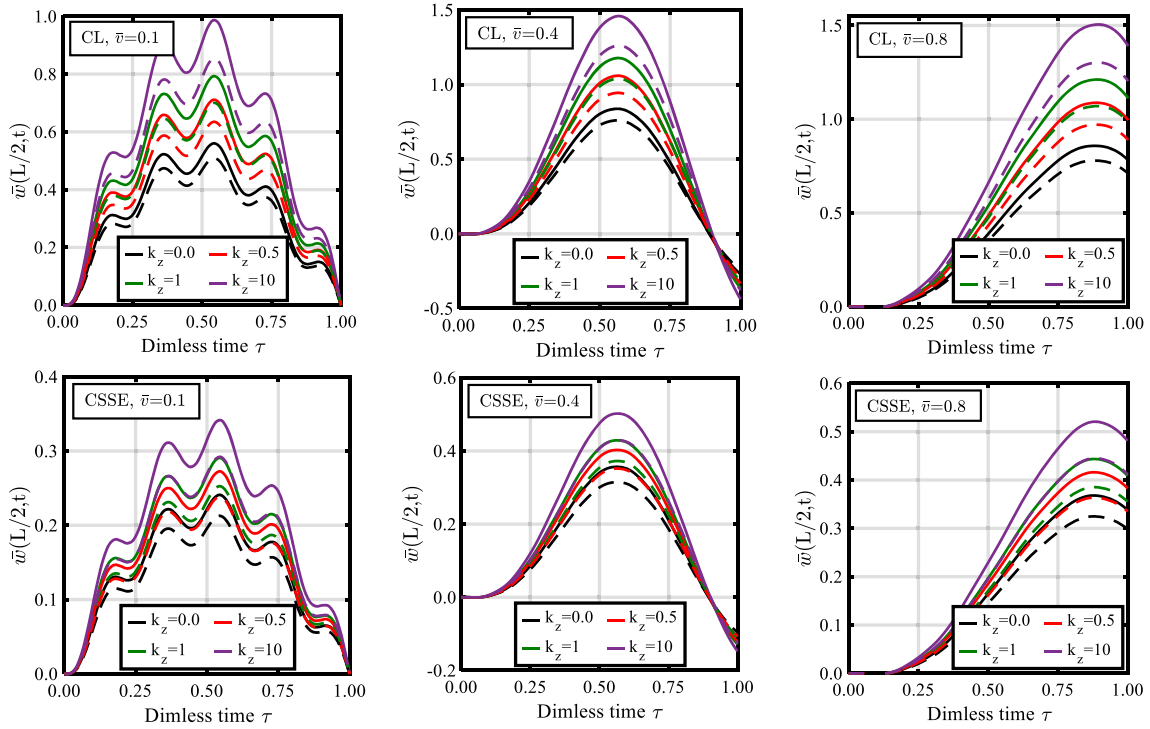 CL, v̄=0.1
1.0
0.8
0.6
0.4
0.2
0.0
w̄(L/2,t)
k_z=0.0 k_z=0.5
k_z=1 k_z=10
0.00 0.25 0.50 0.75 1.00
Dimless time τ
CL, v̄=0.4
1.5
1.0
0.5
0.0
-0.5
w̄(L/2,t)
k_z=0.0 k_z=0.5
k_z=1 k_z=10
0.00 0.25 0.50 0.75 1.00
Dimless time τ
CL, v̄=0.8
1.5
1.0
0.5
0.0
w̄(L/2,t)
k_z=0.0 k_z=0.5
k_z=1 k_z=10
0.00 0.25 0.50 0.75 1.00
Dimless time τ
CSSE, v̄=0.1
0.4
0.3
0.2
0.1
0.0
w̄(L/2,t)
k_z=0.0 k_z=0.5
k_z=1 k_z=10
0.00 0.25 0.50 0.75 1.00
Dimless time τ
CSSE, v̄=0.4
0.6
0.4
0.2
0.0
-0.2
w̄(L/2,t)
k_z=0.0 k_z=0.5
k_z=1 k_z=10
0.00 0.25 0.50 0.75 1.00
Dimless time τ
CSSE, v̄=0.8
0.6
0.5
0.4
0.3
0.2
0.1
0.0
w̄(L/2,t)
k_z=0.0 k_z=0.5
k_z=1 k_z=10
0.00 0.25 0.50 0.75 1.00
Dimless time τ